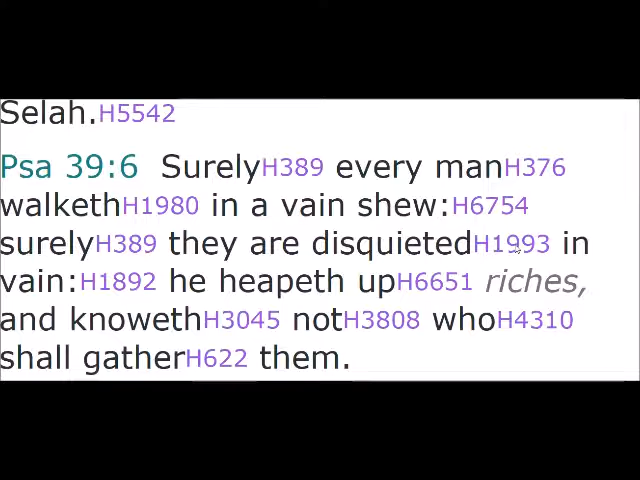 Selah.H5542
Psa 39:6 SurelyH389 every manH376
walkethH1980 in a vain shew:H6754
surelyH389 they are disquietedH1993 in
vain:H1892 he heapeth upH6651 riches,
and knowethH3045 notH3808 whoH4310
shall gatherH622 them.